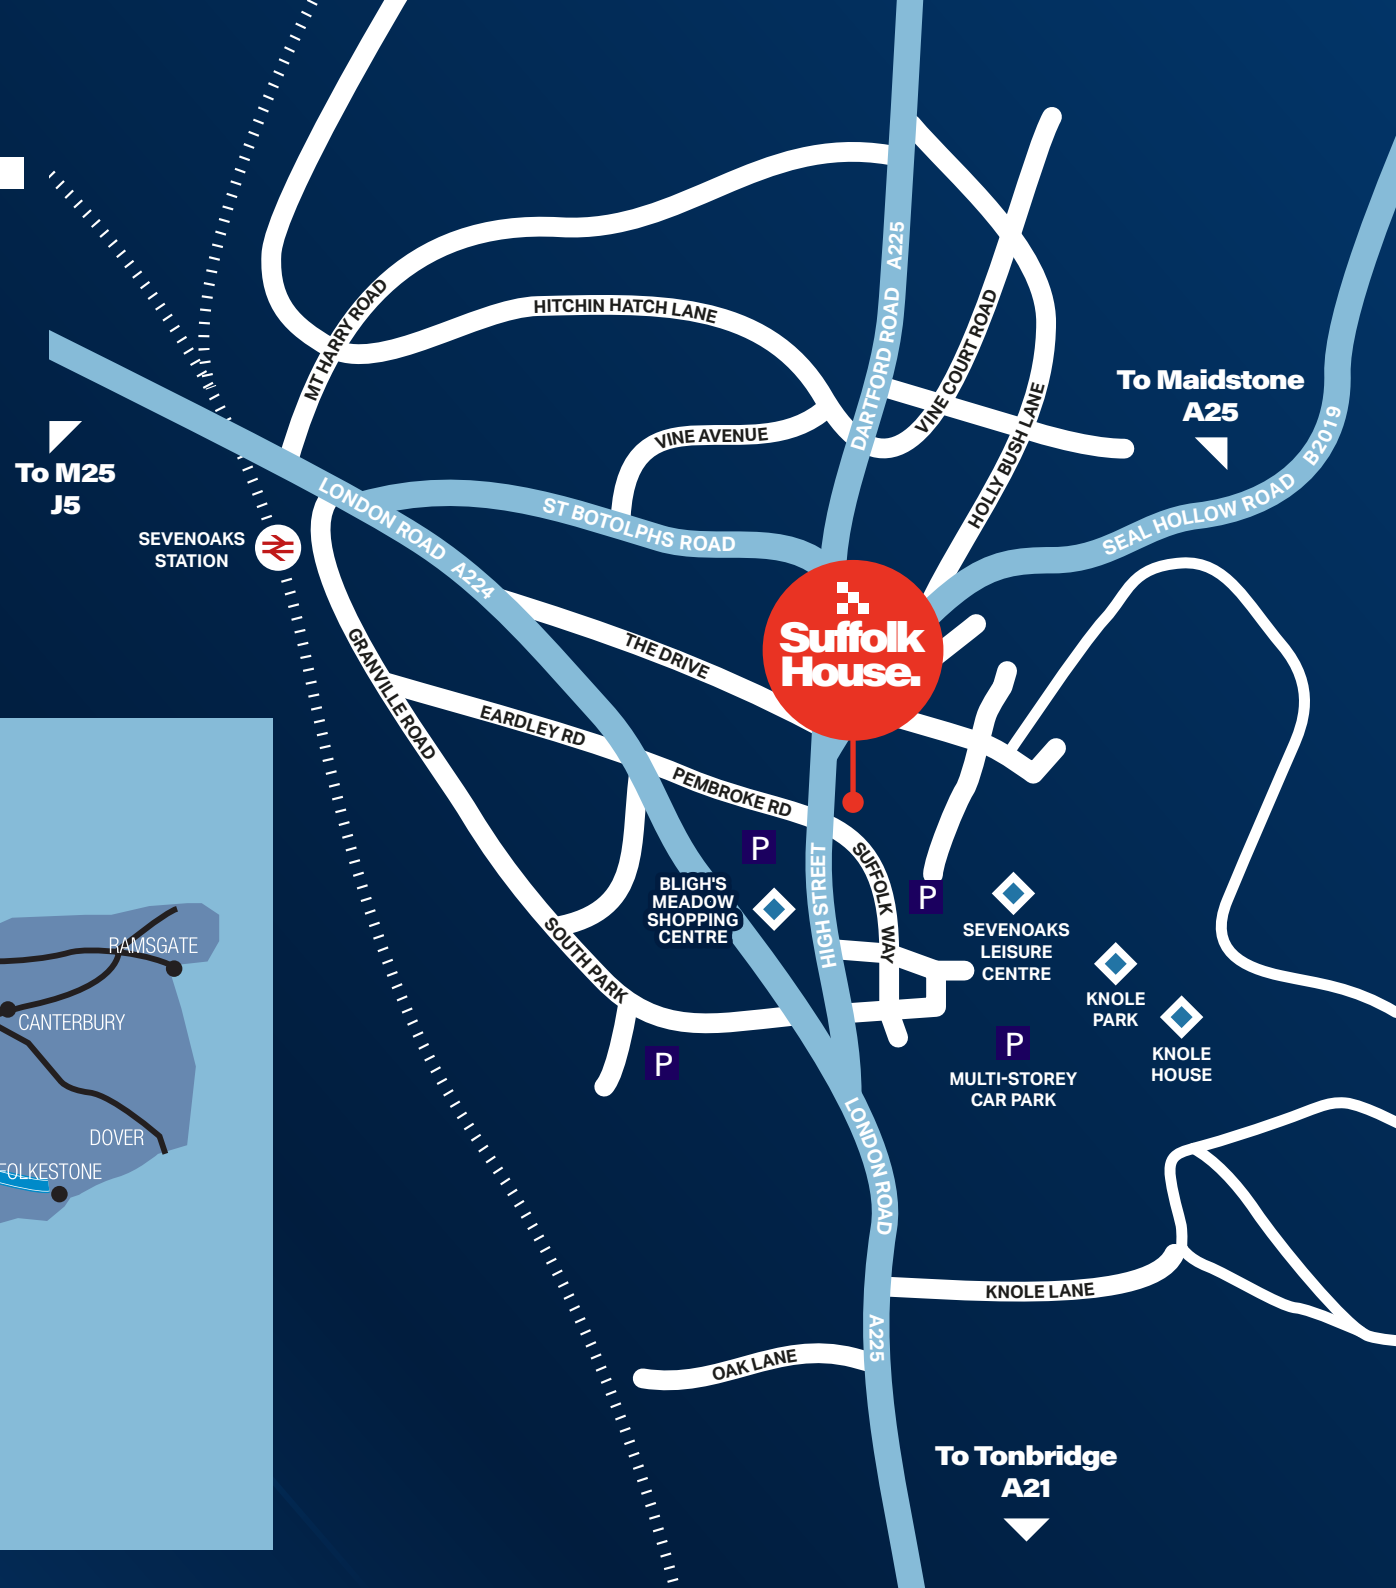 A225
DARTFORD ROAD
MT HARRY ROAD
HITCHIN HATCH LANE
VINE COURT ROAD
HOLLY BUSH LANE
VINE AVENUE
To Maidstone
A25
B2019
SEAL HOLLOW ROAD
To M25
J5
LONDON ROAD
A224
ST BOTOLPHS ROAD
SEVENOAKS
STATION
Suffolk
House.
THE DRIVE
GRANVILLE ROAD
EARDLEY RD
PEMBROKE RD
P
HIGH STREET
SUFFOLK WAY
BLIGH'S
MEADOW
SHOPPING
CENTRE
P
SEVENOAKS
LEISURE
CENTRE
SOUTH PARK
KNOLE
PARK
KNOLE
HOUSE
P
P
MULTI-STOREY
CAR PARK
RAMSGATE
CANTERBURY
DOVER
FOLKESTONE
LONDON ROAD
KNOLE LANE
A225
OAK LANE
To Tonbridge
A21